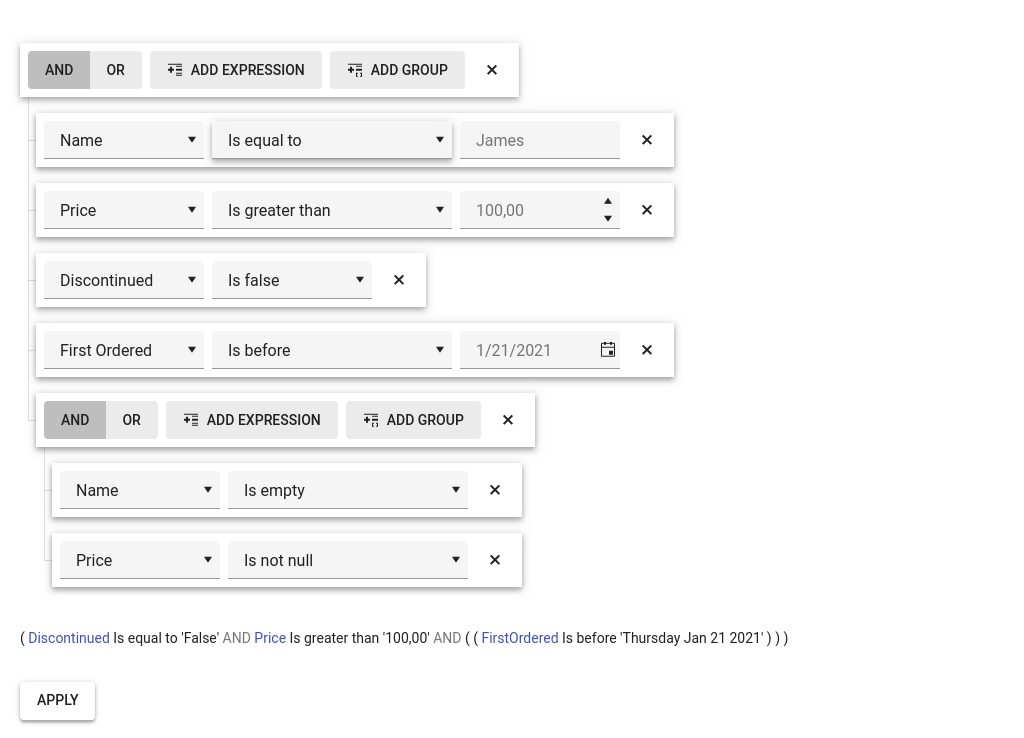 AND OR ADD EXPRESSION ADD GROUP
Name Is equal to James
Price Is greater than 100,00
Discontinued Is false
First Ordered Is before 1/21/2021
AND OR ADD EXPRESSION ADD GROUP
Name Is empty
Price Is not null
( Discontinued Is equal to 'False' AND Price Is greater than '100,00' AND ( ( FirstOrdered Is before 'Thursday Jan 21 2021' ) ) )
APPLY